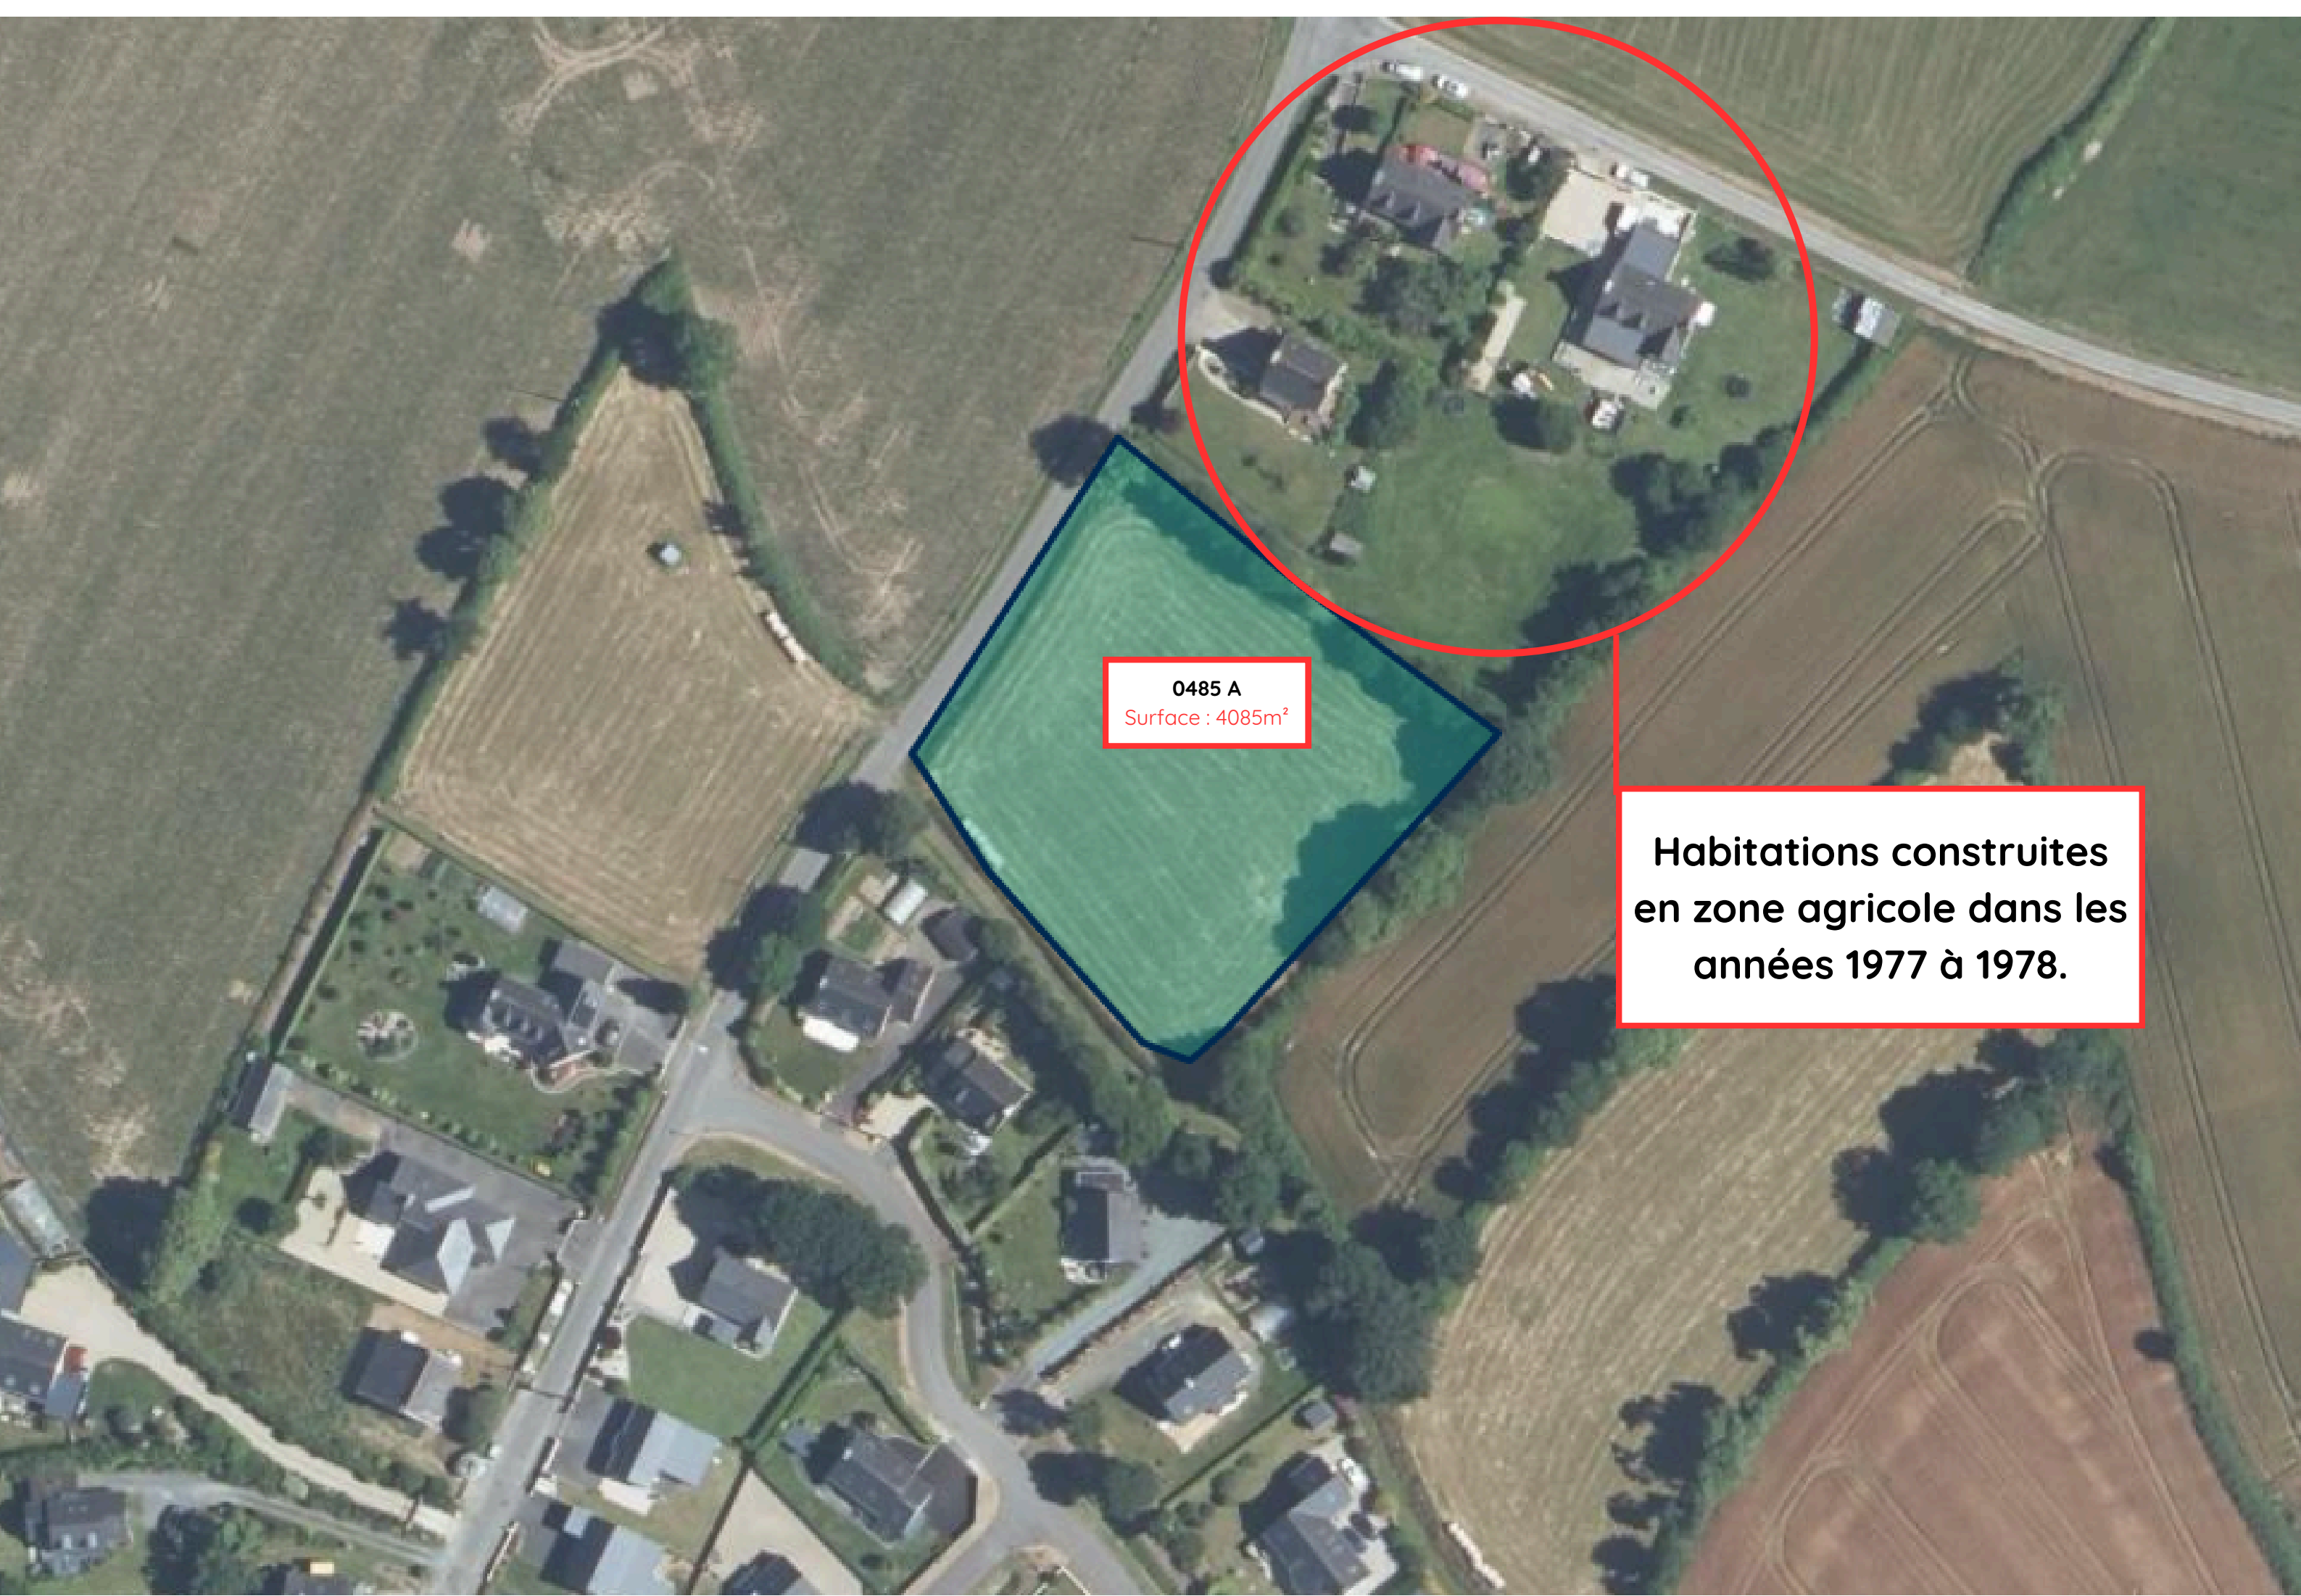 0485 A
Surface : 4085m²
Habitations construites
en zone agricole dans les
années 1977 à 1978.